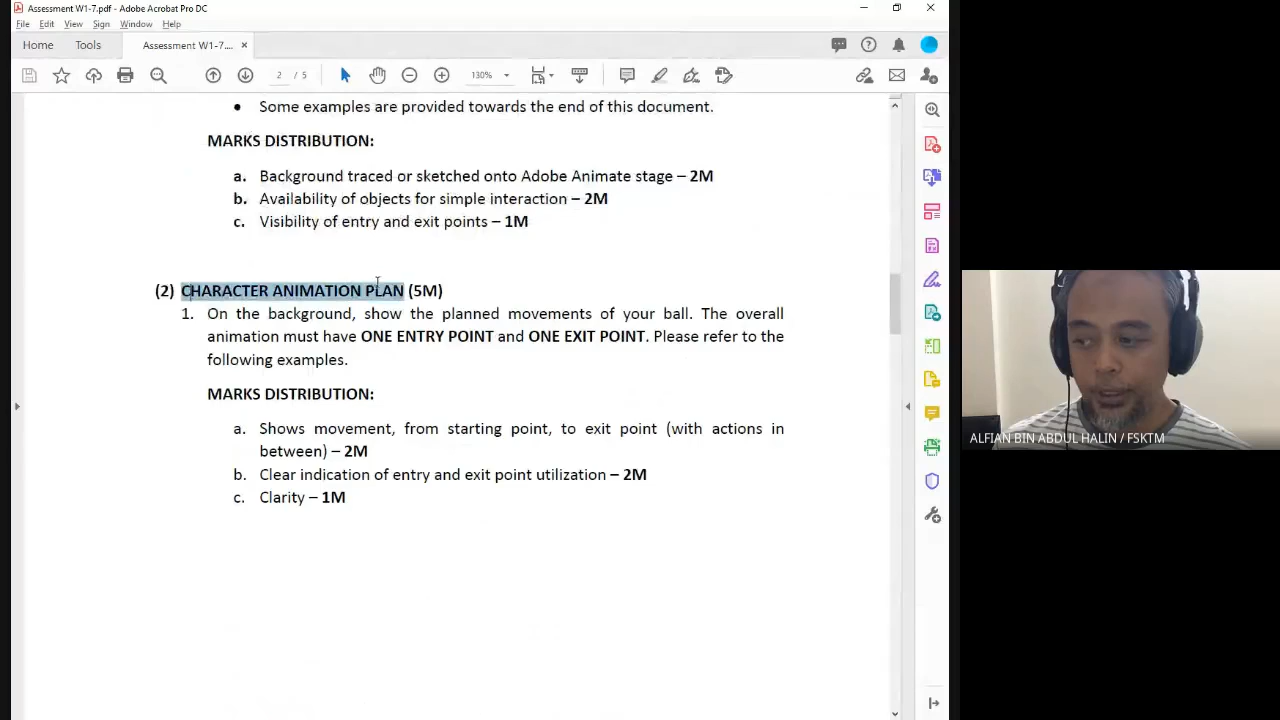 Assessment W1-7.pdf - Adobe Acrobat Pro DC
File Edit View Sign Window Help
Home Tools Assessment W1-7.... ×
2 / 5 130%
• Some examples are provided towards the end of this document.
MARKS DISTRIBUTION:
a. Background traced or sketched onto Adobe Animate stage – 2M
b. Availability of objects for simple interaction – 2M
c. Visibility of entry and exit points – 1M
(2) CHARACTER ANIMATION PLAN (5M)
1. On the background, show the planned movements of your ball. The overall
animation must have ONE ENTRY POINT and ONE EXIT POINT. Please refer to the
following examples.
MARKS DISTRIBUTION:
a. Shows movement, from starting point, to exit point (with actions in
between) – 2M
b. Clear indication of entry and exit point utilization – 2M
c. Clarity – 1M
ALFIAN BIN ABDUL HALIN / FSKTM